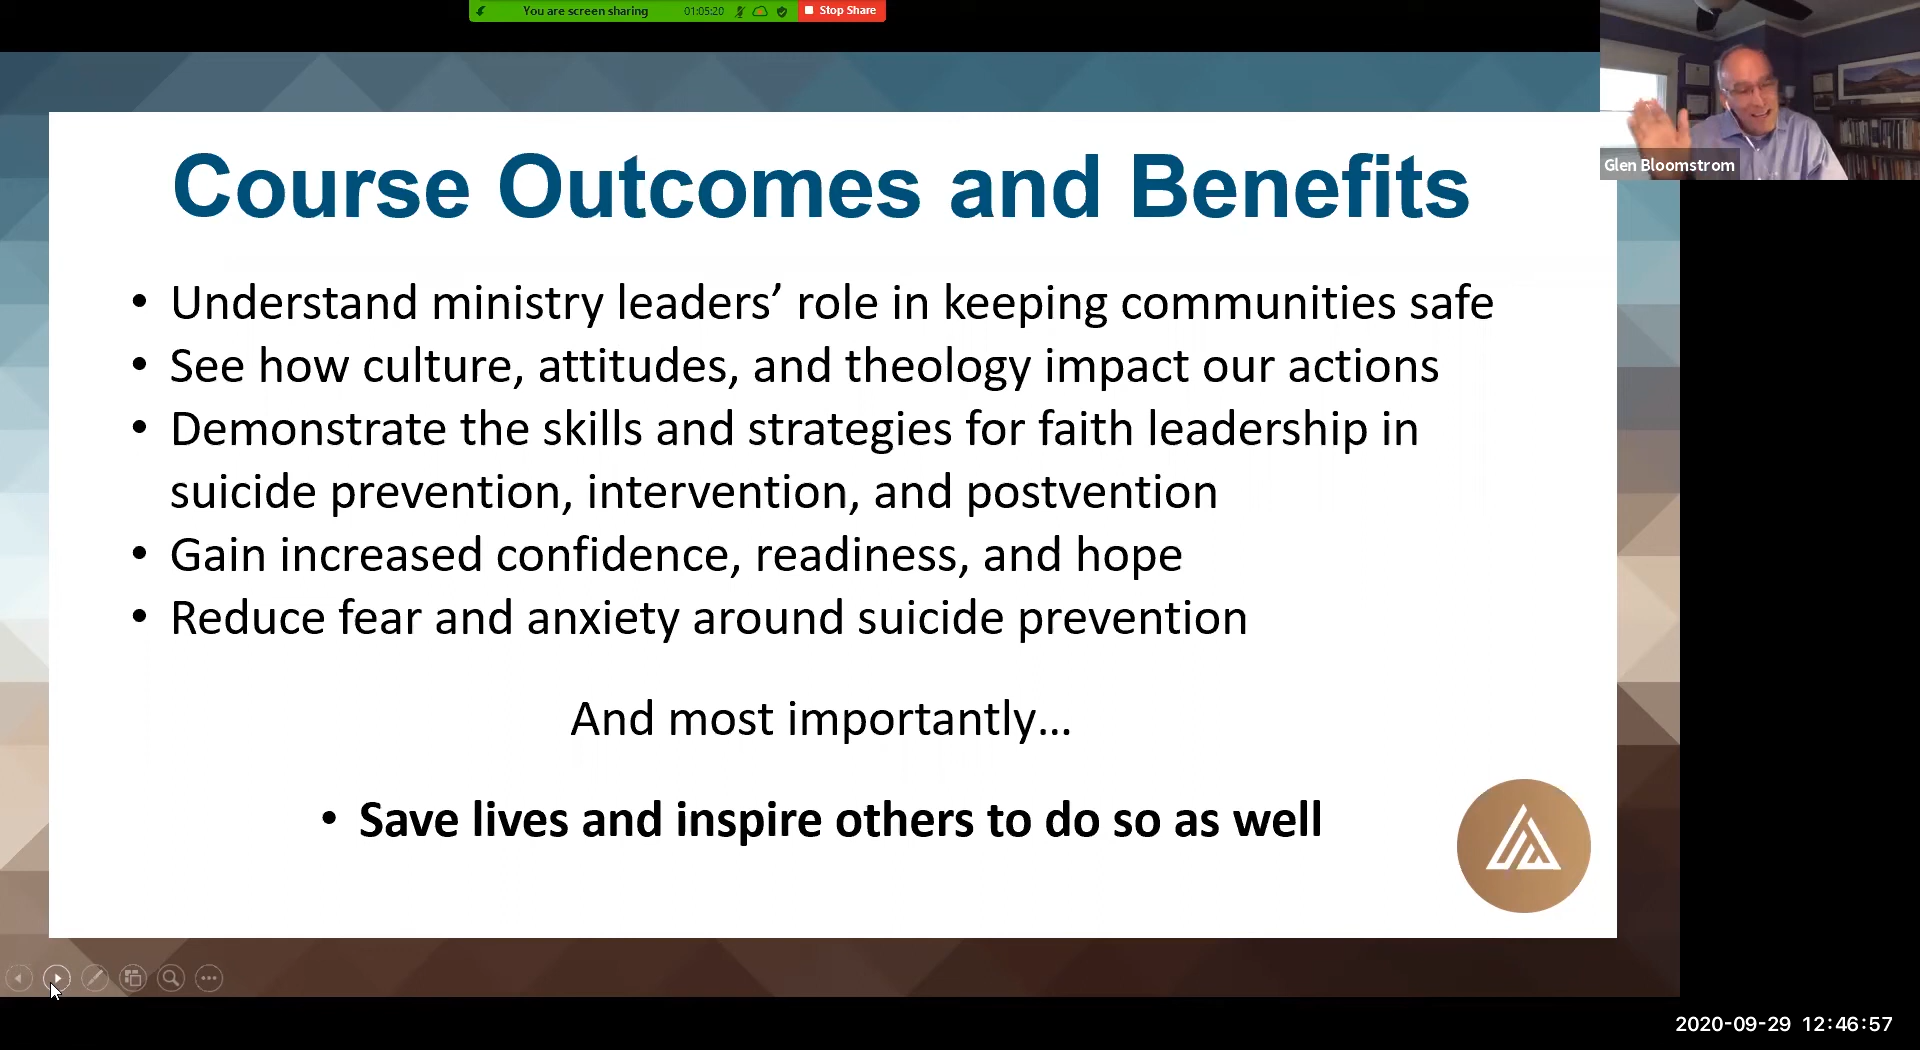 You are screen sharing 01:05:20 Stop Share
Glen Bloomstrom
Course Outcomes and Benefits
• Understand ministry leaders’ role in keeping communities safe
• See how culture, attitudes, and theology impact our actions
• Demonstrate the skills and strategies for faith leadership in
suicide prevention, intervention, and postvention
• Gain increased confidence, readiness, and hope
• Reduce fear and anxiety around suicide prevention
And most importantly…
• Save lives and inspire others to do so as well
2020-09-29 12:46:57